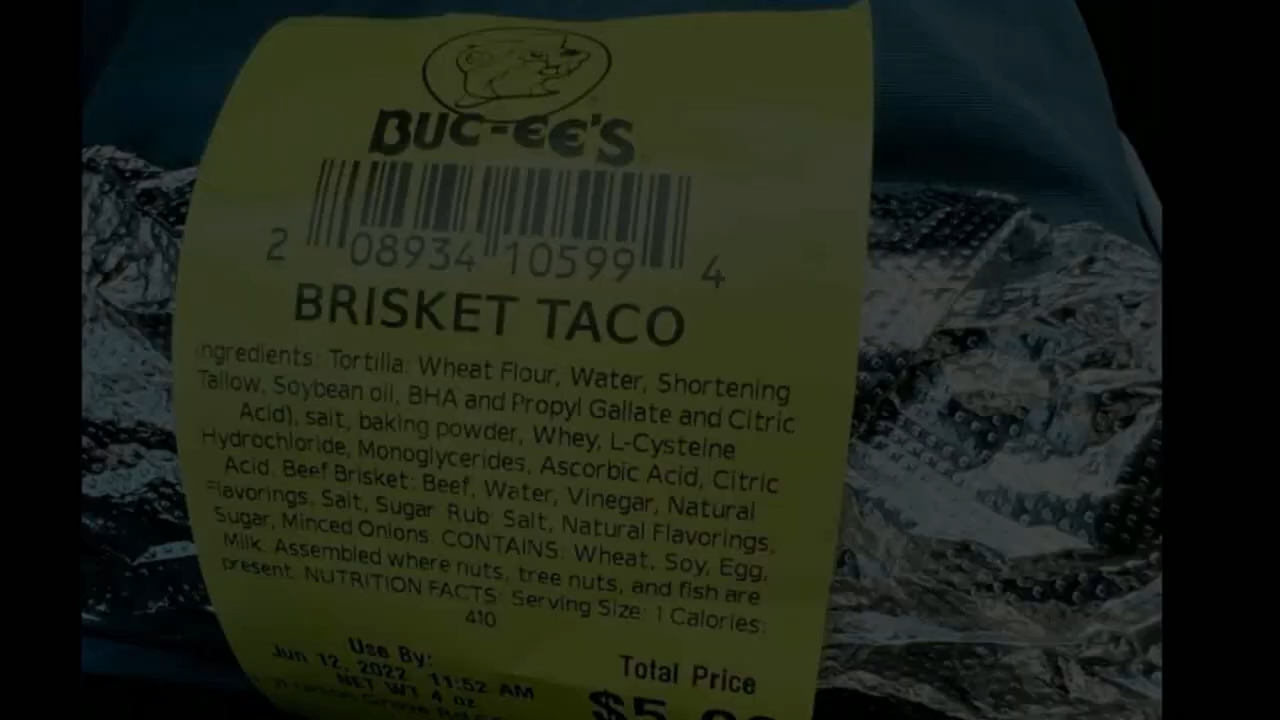 BUC-EE'S
2 08934 10599 4
BRISKET TACO
ngredients: Tortilla: Wheat Flour, Water, Shortening
Tallow, Soybean oil, BHA and Propyl Gallate and Citric
Acid), salt, baking powder, Whey, L-Cysteine
Hydrochloride, Monoglycerides, Ascorbic Acid, Citric
Acid. Beef Brisket: Beef, Water, Vinegar, Natural
Flavorings, Salt, Sugar. Rub: Salt, Natural Flavorings,
Sugar, Minced Onions. CONTAINS: Wheat, Soy, Egg,
Milk. Assembled where nuts, tree nuts, and fish are
present. NUTRITION FACTS: Serving Size: 1 Calories:
410
Use By:
Jun 12, 2022 11:52 AM
NET WT 4 oz
Total Price